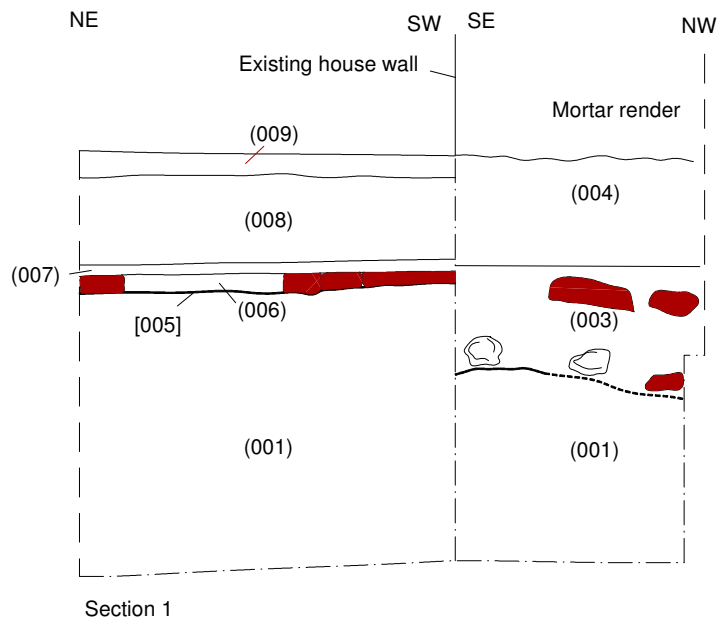 NE
SW
SE
NW
Existing house wall
Mortar render
(009)
(004)
(008)
(007)
(006)
(003)
[005]
(001)
(001)
Section 1